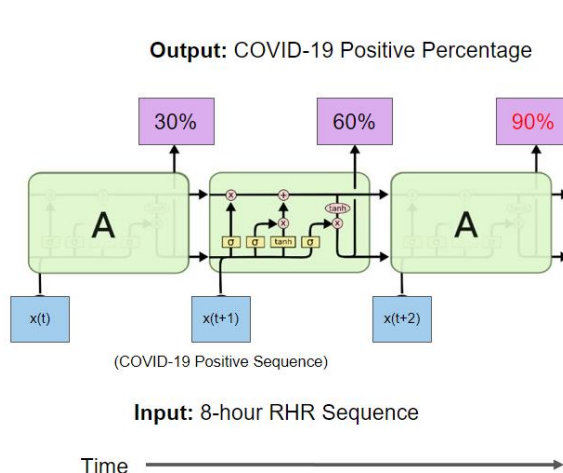 Output: COVID-19 Positive Percentage
30% 60% 90%
A A
x + tanh x x σ σ tanh σ
x(t) x(t+1) x(t+2)
(COVID-19 Positive Sequence)
Input: 8-hour RHR Sequence
Time